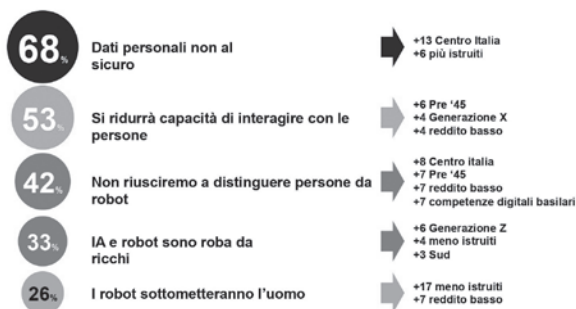 68%
Dati personali non al
sicuro
+13 Centro Italia
+6 più istruiti
53%
Si ridurrà capacità di interagire con le
persone
+6 Pre ‘45
+4 Generazione X
+4 reddito basso
42%
Non riusciremo a distinguere persone da
robot
+8 Centro italia
+7 Pre ‘45
+7 reddito basso
+7 competenze digitali basilari
33%
IA e robot sono roba da
ricchi
+6 Generazione Z
+4 meno istruiti
+3 Sud
26%
I robot sottometteranno l’uomo
+17 meno istruiti
+7 reddito basso